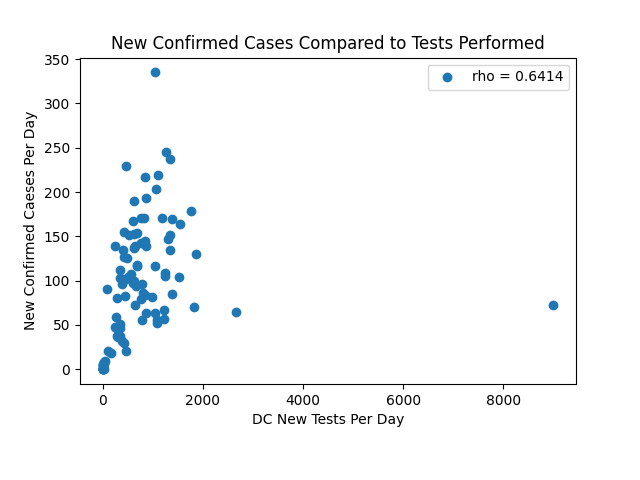 New Confirmed Cases Compared to Tests Performed
rho = 0.6414
350
300
250
200
150
100
50
0
New Confirmed Caeses Per Day
0 2000 4000 6000 8000
DC New Tests Per Day